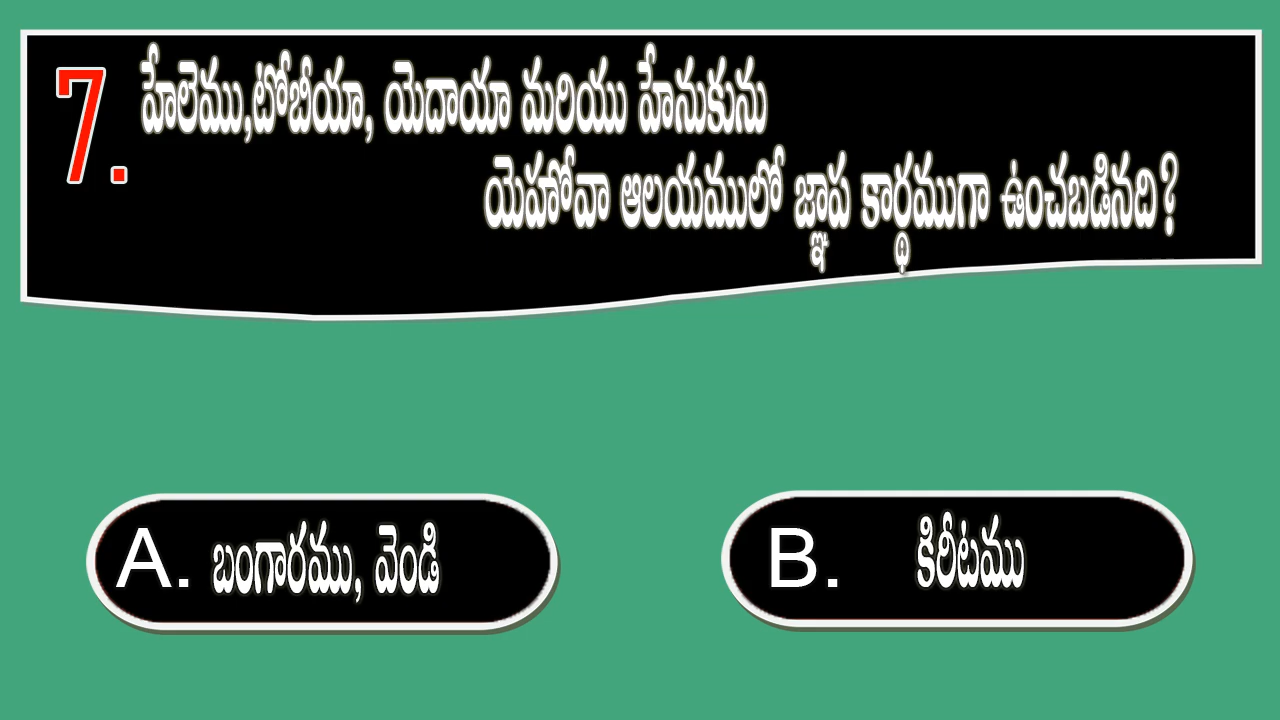 7. హేలెము,టోబీయా, యెదాయా మరియు హేనుకును
యెహోవా ఆలయములో జ్ఞాప కార్థముగా ఉంచబడినది?
A. బంగారము, వెండి
B. కిరీటము